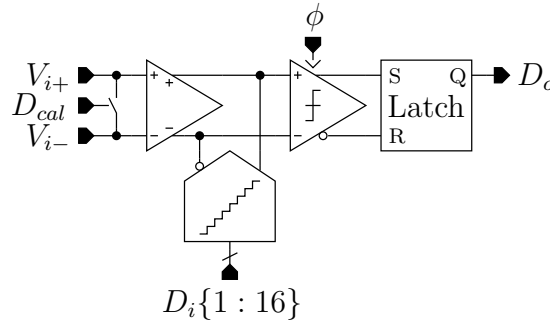 ϕ
V_{i+}
+ + + S Q
D_{cal} Latch D_o
V_{i-}
− − − R
D_i{1 : 16}